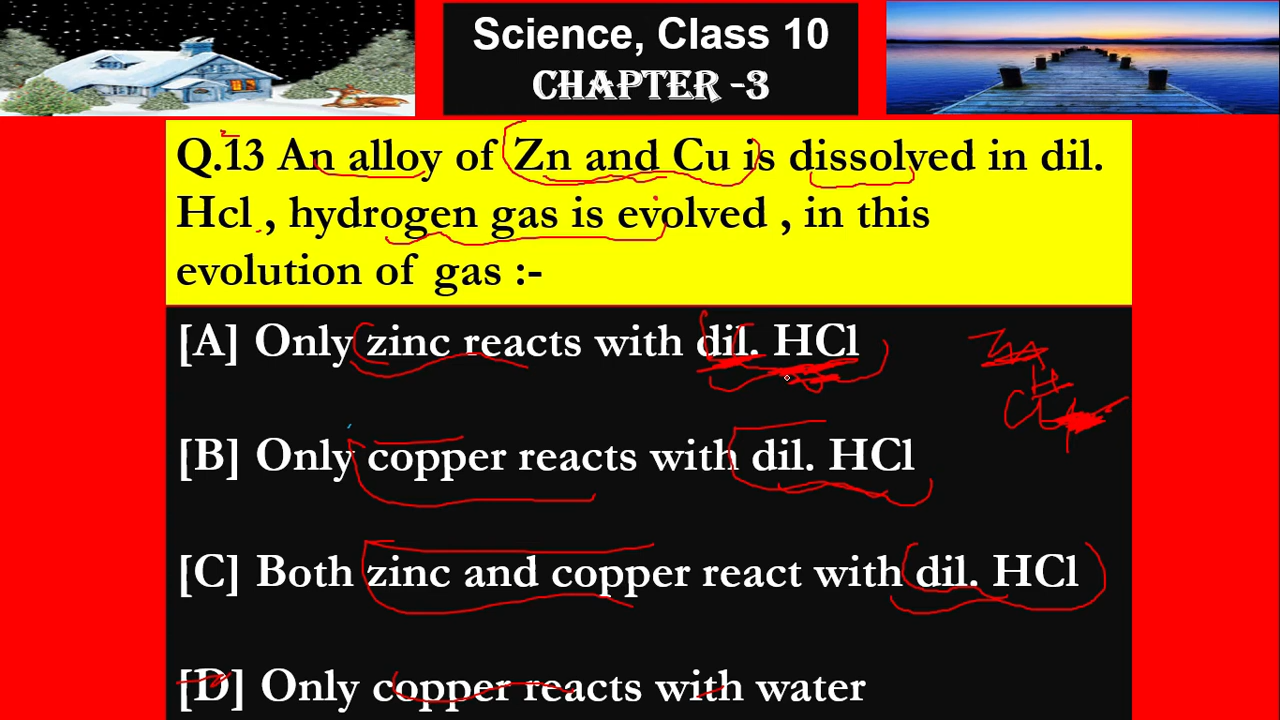 Science, Class 10
CHAPTER -3
Q.13 An alloy of Zn and Cu is dissolved in dil.
Hcl , hydrogen gas is evolved , in this
evolution of gas :-
[A] Only zinc reacts with dil. HCl
[B] Only copper reacts with dil. HCl
[C] Both zinc and copper react with dil. HCl
[D] Only copper reacts with water